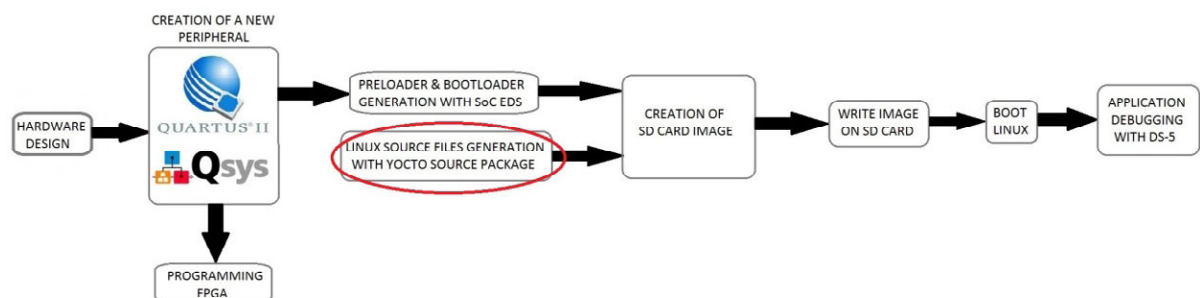 CREATION OF A NEW
PERIPHERAL
QUARTUS® II
Qsys
HARDWARE
DESIGN
PRELOADER & BOOTLOADER
GENERATION WITH SoC EDS
LINUX SOURCE FILES GENERATION
WITH YOCTO SOURCE PACKAGE
CREATION OF
SD CARD IMAGE
WRITE IMAGE
ON SD CARD
BOOT
LINUX
APPLICATION
DEBUGGING
WITH DS-5
PROGRAMMING
FPGA